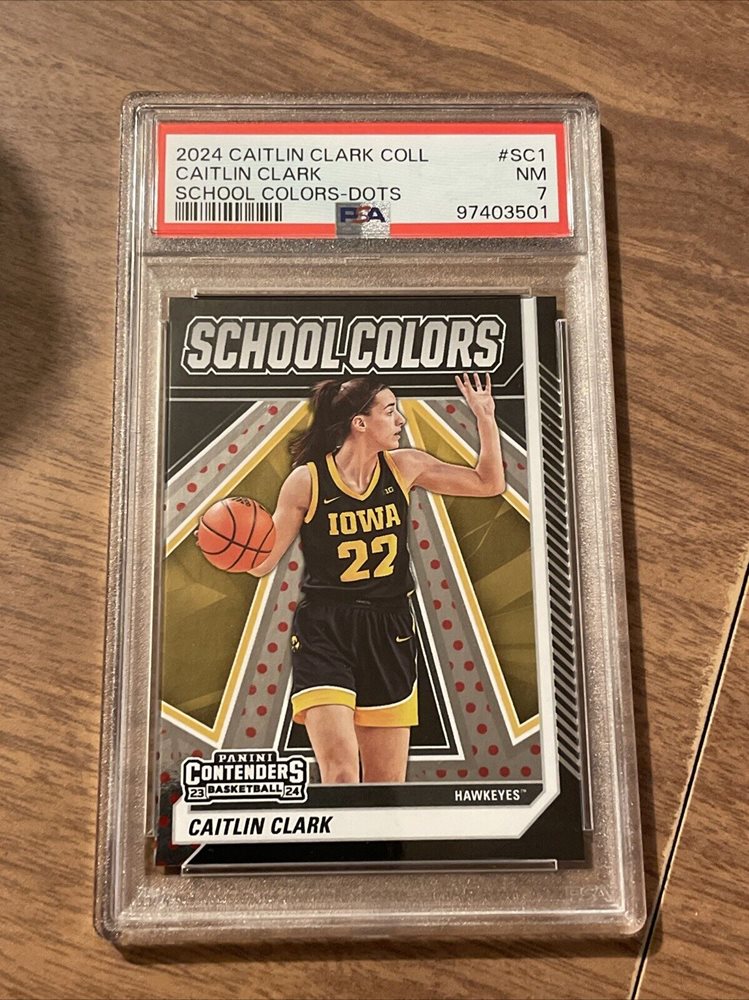 2024 CAITLIN CLARK COLL #SC1
CAITLIN CLARK NM
SCHOOL COLORS-DOTS 7
PSA 97403501
SCHOOL COLORS
IOWA
22
PANINI
CONTENDERS
23 BASKETBALL 24
HAWKEYES™
CAITLIN CLARK